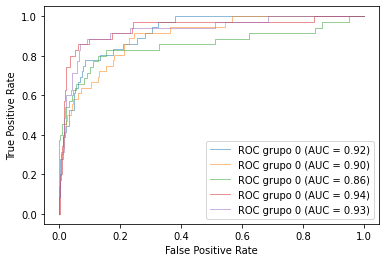 1.0
0.8
0.6
0.4
0.2
0.0
True Positive Rate
ROC grupo 0 (AUC = 0.92)
ROC grupo 0 (AUC = 0.90)
ROC grupo 0 (AUC = 0.86)
ROC grupo 0 (AUC = 0.94)
ROC grupo 0 (AUC = 0.93)
0.0 0.2 0.4 0.6 0.8 1.0
False Positive Rate